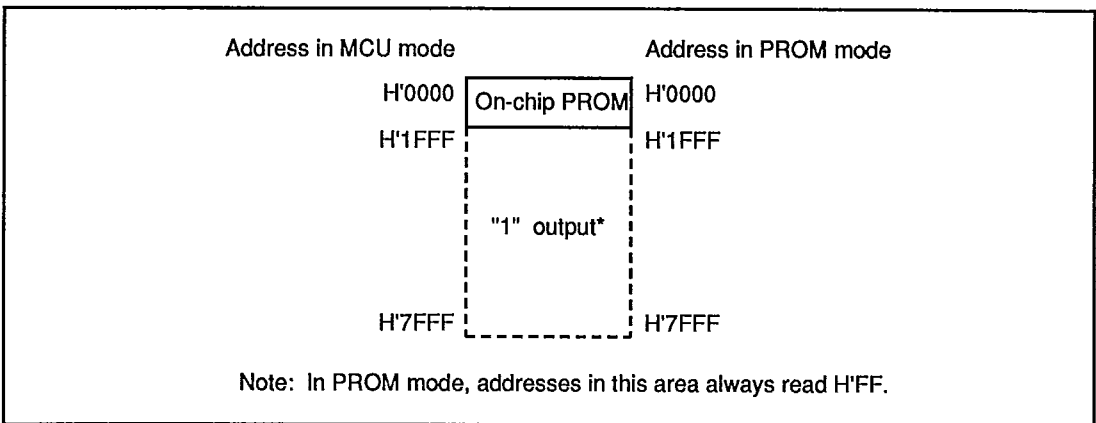 Address in MCU mode Address in PROM mode
H'0000 On-chip PROM H'0000
H'1FFF H'1FFF
"1" output*
H'7FFF H'7FFF
Note: In PROM mode, addresses in this area always read H'FF.